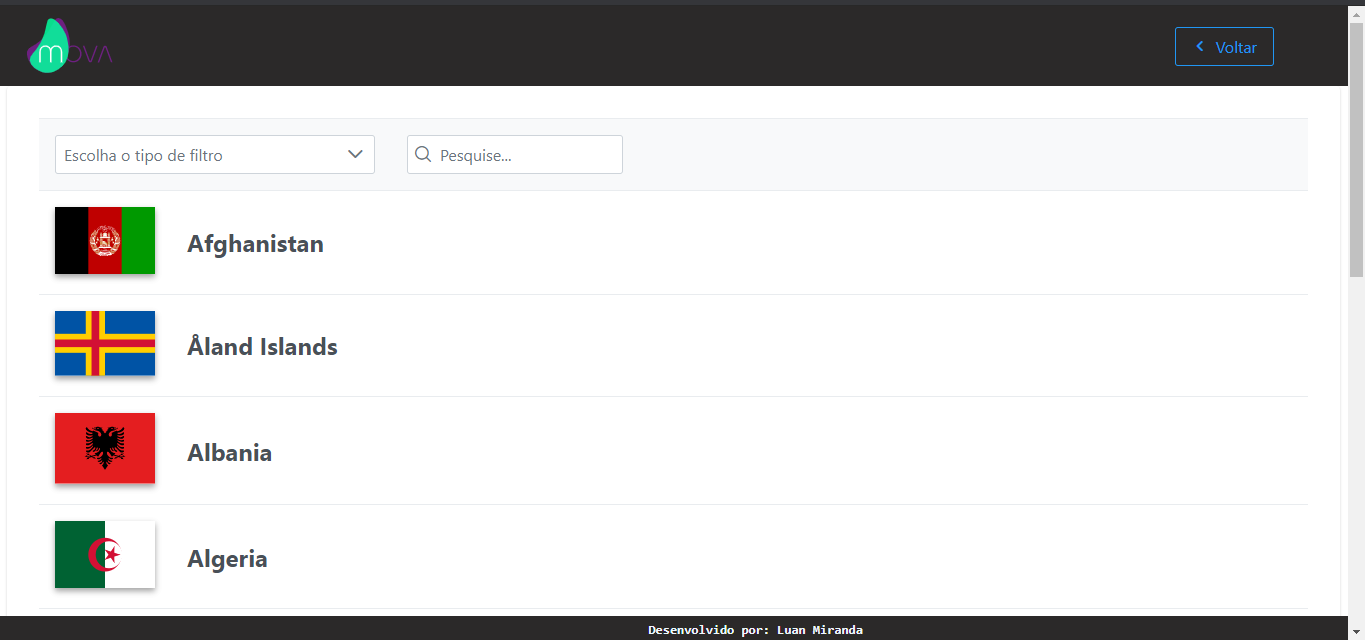 mOVA
Voltar
Escolha o tipo de filtro
Pesquise...
Afghanistan
Åland Islands
Albania
Algeria
Desenvolvido por: Luan Miranda